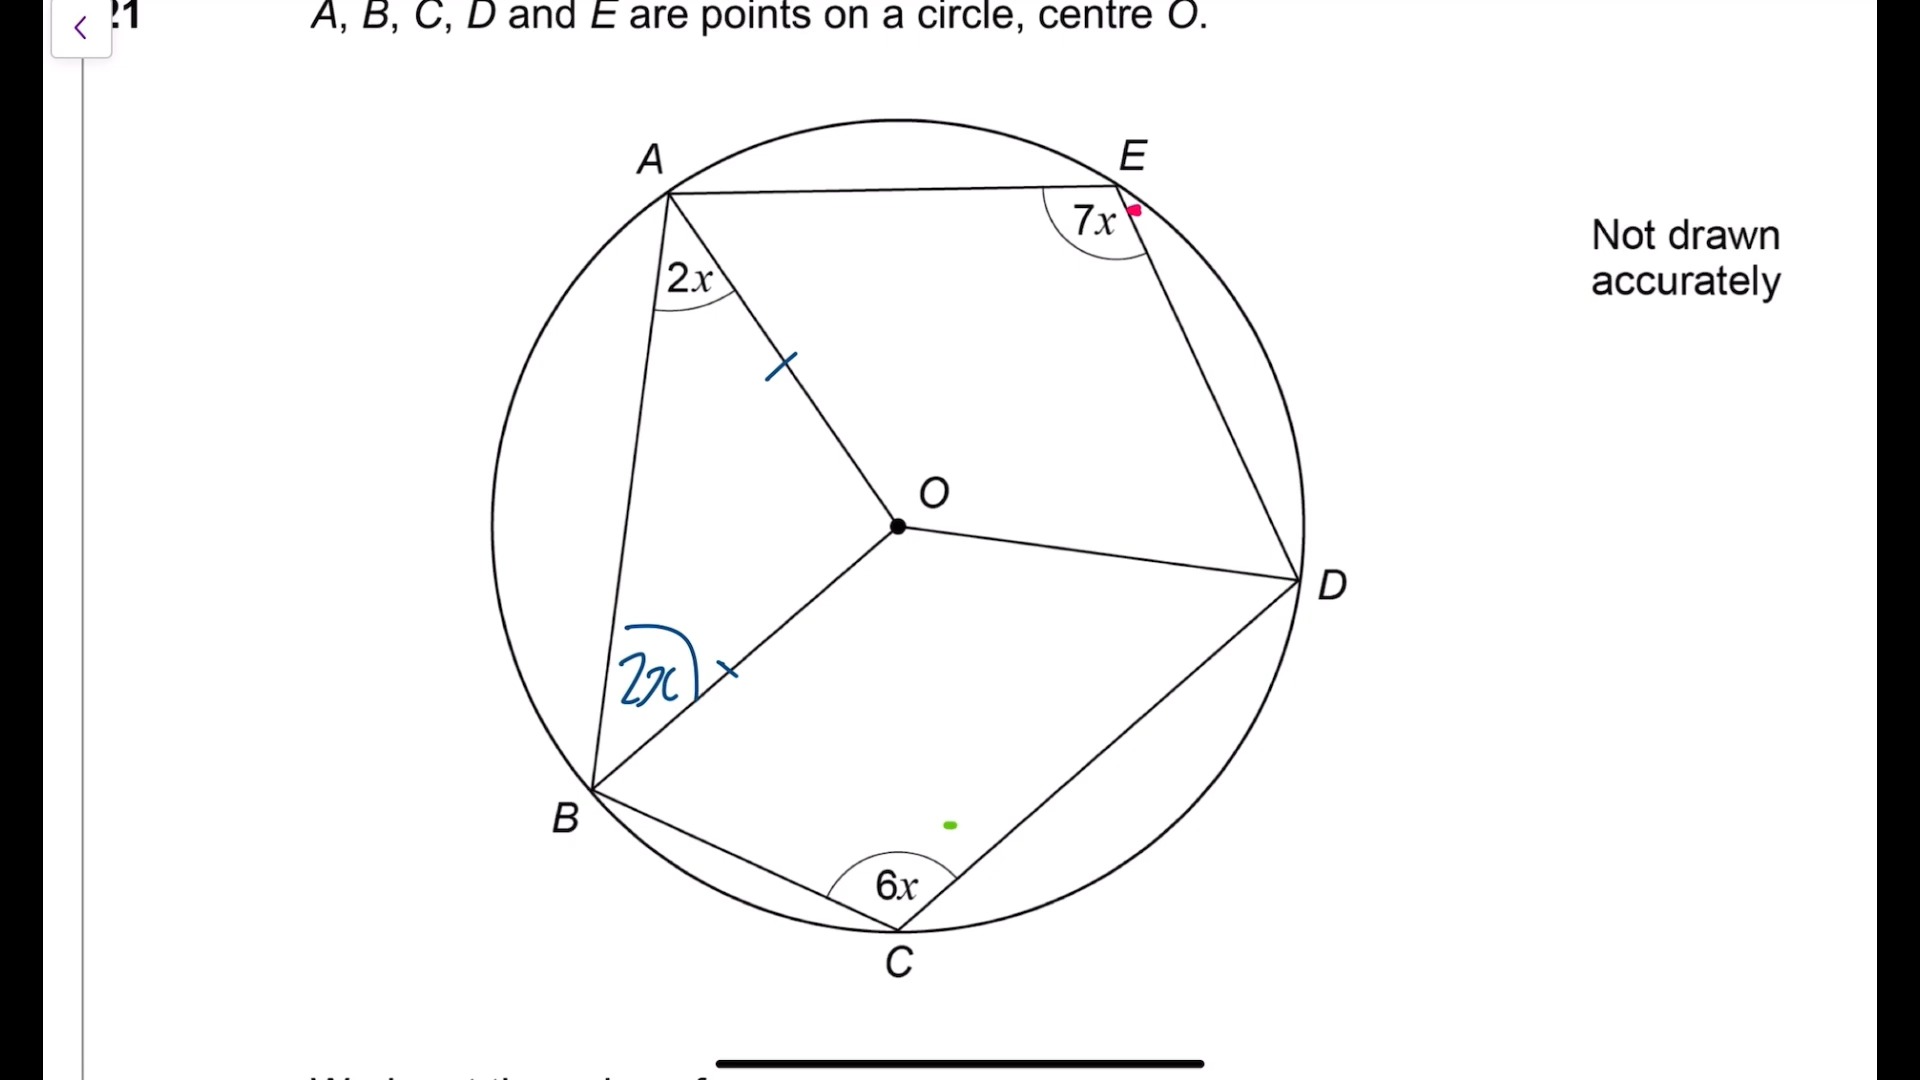 21 A, B, C, D and E are points on a circle, centre O.
A
E
7x
Not drawn
accurately
2x
O
D
2x
B
6x
C